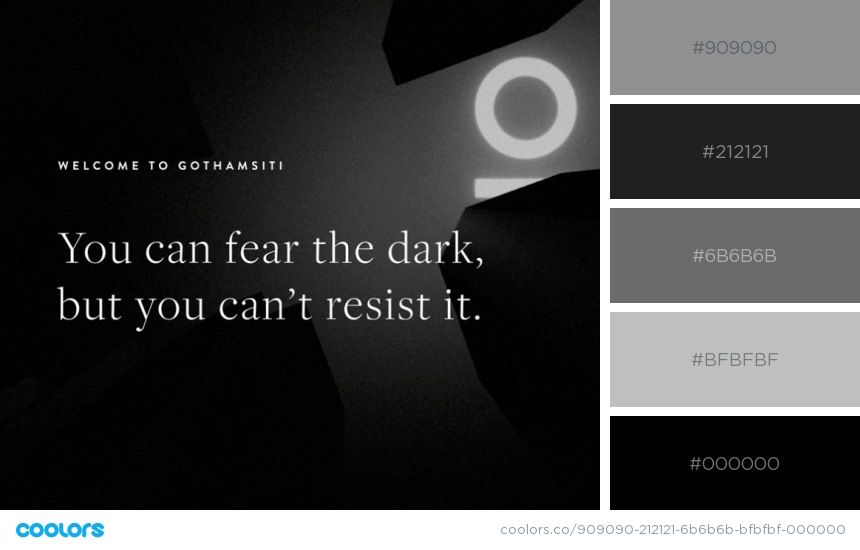 WELCOME TO GOTHAMSITI
You can fear the dark,
but you can’t resist it.
#909090
#212121
#6B6B6B
#BFBFBF
#000000
coolors
coolors.co/909090-212121-6b6b6b-bfbfbf-000000